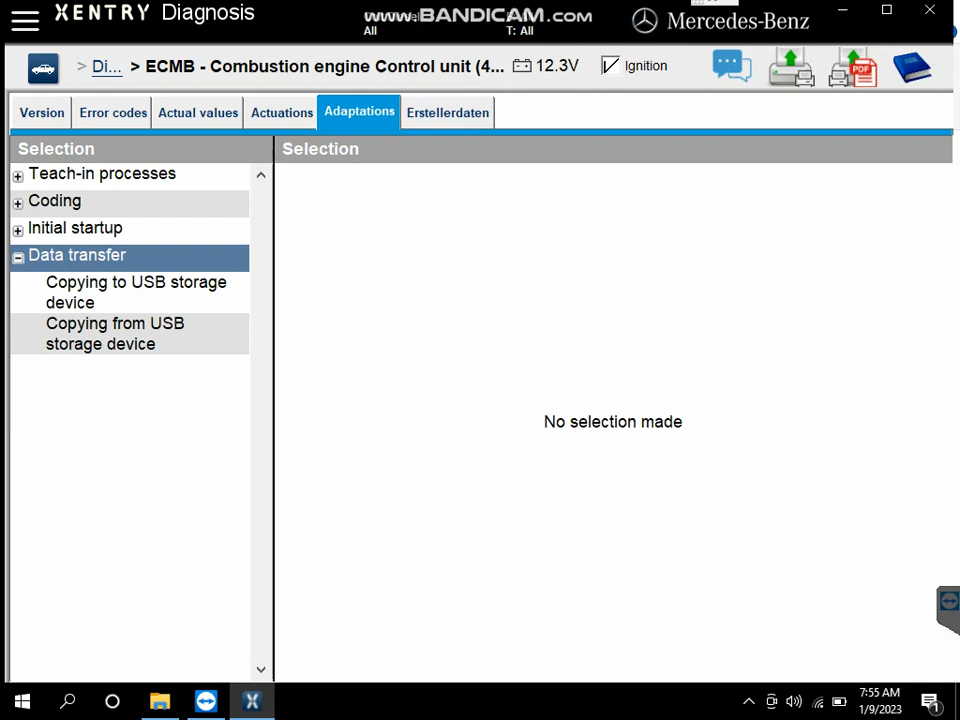 XENTRY Diagnosis
www.BANDICAM.COM
All
T: All
Mercedes-Benz
> Di... > ECMB - Combustion engine Control unit (4...
12.3V
Ignition
PDF
Version
Error codes
Actual values
Actuations
Adaptations
Erstellerdaten
Selection
Selection
Teach-in processes
Coding
Initial startup
Data transfer
Copying to USB storage
device
Copying from USB
storage device
No selection made
X
7:55 AM
1/9/2023
1